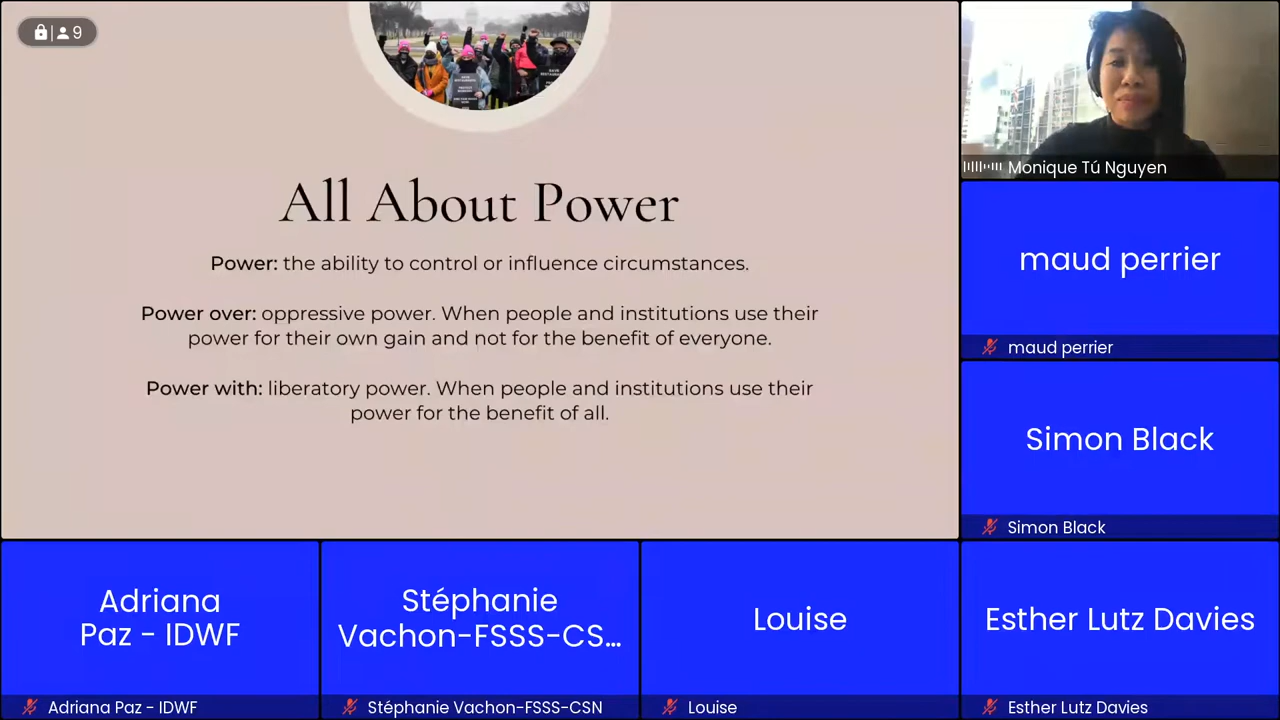 9
All About Power
Power: the ability to control or influence circumstances.
Power over: oppressive power. When people and institutions use their
power for their own gain and not for the benefit of everyone.
Power with: liberatory power. When people and institutions use their
power for the benefit of all.
Monique Tú Nguyen
maud perrier
maud perrier
Simon Black
Simon Black
Adriana
Paz - IDWF
Adriana Paz - IDWF
Stéphanie
Vachon-FSSS-CS...
Stéphanie Vachon-FSSS-CSN
Louise
Louise
Esther Lutz Davies
Esther Lutz Davies